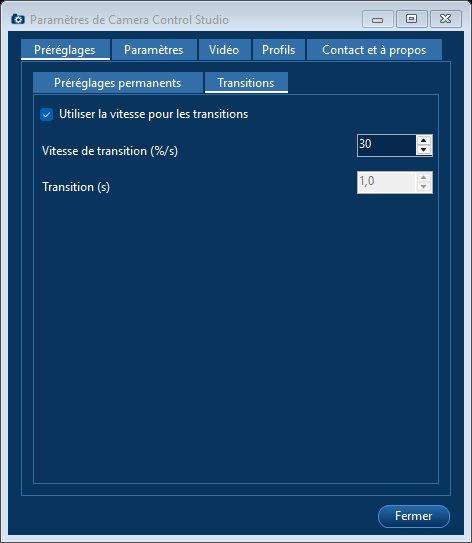 Paramètres de Camera Control Studio
Préréglages Paramètres Vidéo Profils Contact et à propos
Préréglages permanents Transitions
Utiliser la vitesse pour les transitions
Vitesse de transition (%/s) 30
Transition (s) 1,0
Fermer